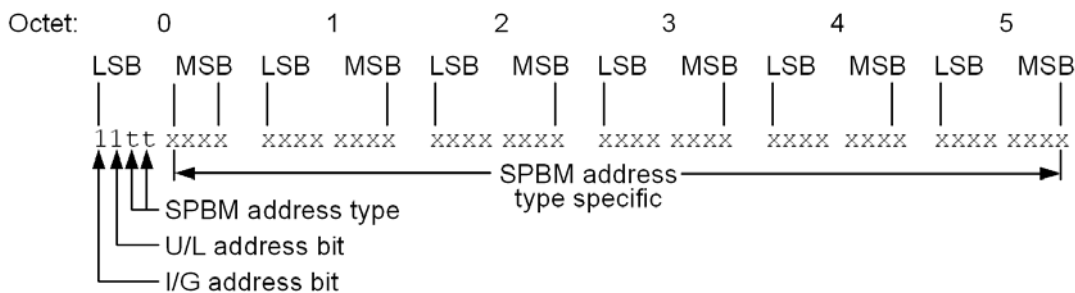 Octet: 0 1 2 3 4 5
LSB MSB LSB MSB LSB MSB LSB MSB LSB MSB LSB MSB
11tt xxxx xxxx xxxx xxxx xxxx xxxx xxxx xxxx xxxx xxxx xxxx
SPBM address
type specific
SPBM address type
U/L address bit
I/G address bit